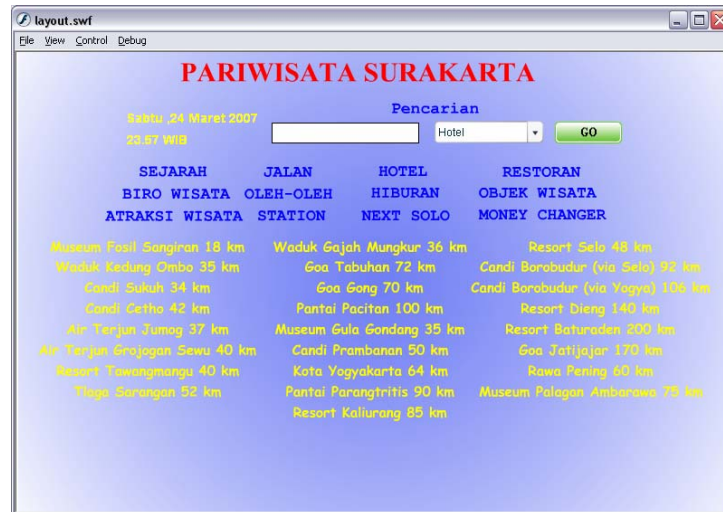 layout.swf
File View Control Debug
PARIWISATA SURAKARTA
Pencarian
Sabtu ,24 Maret 2007
23.67 WIB
Hotel GO
SEJARAH JALAN HOTEL RESTORAN
BIRO WISATA OLEH-OLEH HIBURAN OBJEK WISATA
ATRAKSI WISATA STATION NEXT SOLO MONEY CHANGER
Museum Fosil Sangiran 18 km Waduk Gajah Mungkur 36 km Resort Selo 48 km
Waduk Kedung Ombo 35 km Goa Tabuhan 72 km Candi Borobudur (via Selo) 92 km
Candi Sukuh 34 km Goa Gong 70 km Candi Borobudur (via Yogya) 106 km
Candi Cetho 42 km Pantai Pacitan 100 km Resort Dieng 140 km
Air Terjun Jumog 37 km Museum Gula Gondang 35 km Resort Baturaden 200 km
Air Terjun Grojogan Sewu 40 km Candi Prambanan 50 km Goa Jatijajar 170 km
Resort Tawangmangu 40 km Kota Yogyakarta 64 km Rawa Pening 60 km
Tlaga Sarangan 52 km Pantai Parangtritis 90 km Museum Palagan Ambarawa 75 km
Resort Kaliurang 85 km